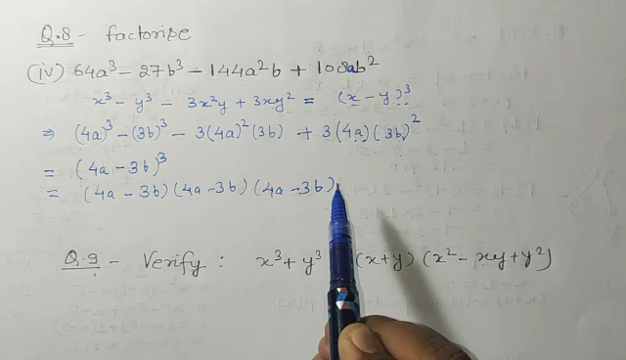 Q.8 - factorise
(iv) 64a³ - 27b³ - 144a²b + 108ab²
x³ - y³ - 3x²y + 3xy² = (x - y)³
⇒ (4a)³ - (3b)³ - 3(4a)²(3b) + 3(4a)(3b)²
= (4a - 3b)³
= (4a - 3b)(4a - 3b)(4a - 3b)
Q.9 - Verify : x³ + y³ (x+y)(x² - xy + y²)